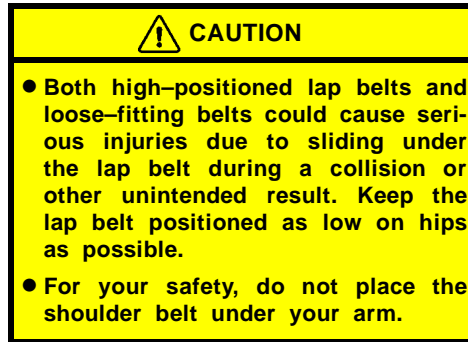 CAUTION
● Both high–positioned lap belts and
loose–fitting belts could cause seri-
ous injuries due to sliding under
the lap belt during a collision or
other unintended result. Keep the
lap belt positioned as low on hips
as possible.
● For your safety, do not place the
shoulder belt under your arm.